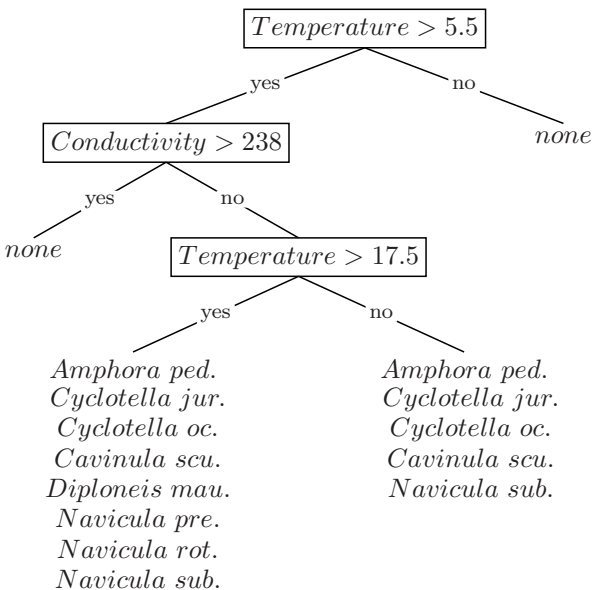 Temperature > 5.5
yes
no
Conductivity > 238
none
yes
no
none
Temperature > 17.5
yes
no
Amphora ped.
Cyclotella jur.
Cyclotella oc.
Cavinula scu.
Diploneis mau.
Navicula pre.
Navicula rot.
Navicula sub.
Amphora ped.
Cyclotella jur.
Cyclotella oc.
Cavinula scu.
Navicula sub.